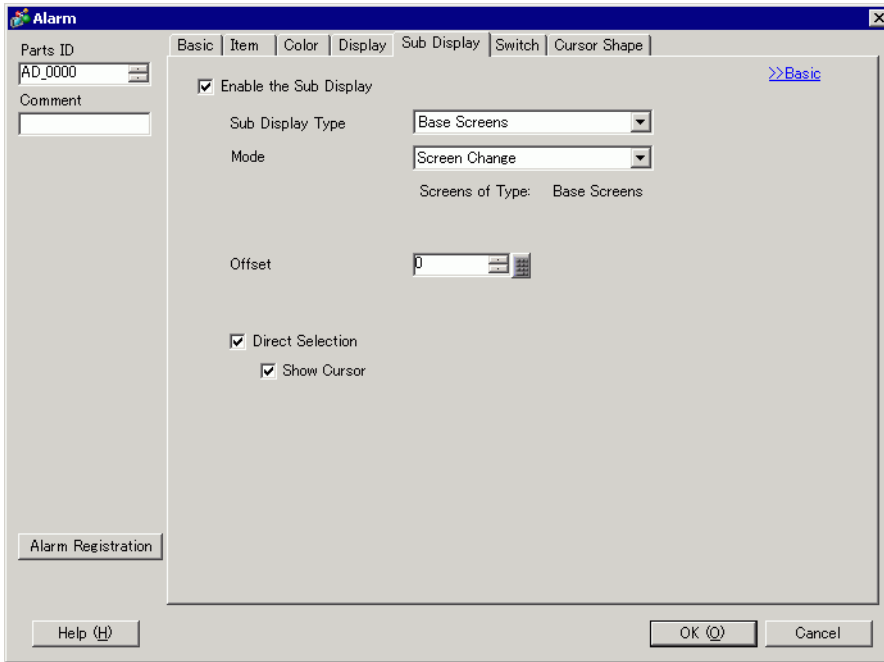 Alarm
Parts ID
AD_0000
Comment
Alarm Registration
Basic Item Color Display Sub Display Switch Cursor Shape
>>Basic
Enable the Sub Display
Sub Display Type Base Screens
Mode Screen Change
Screens of Type: Base Screens
Offset 0
Direct Selection
Show Cursor
Help (H) OK (O) Cancel